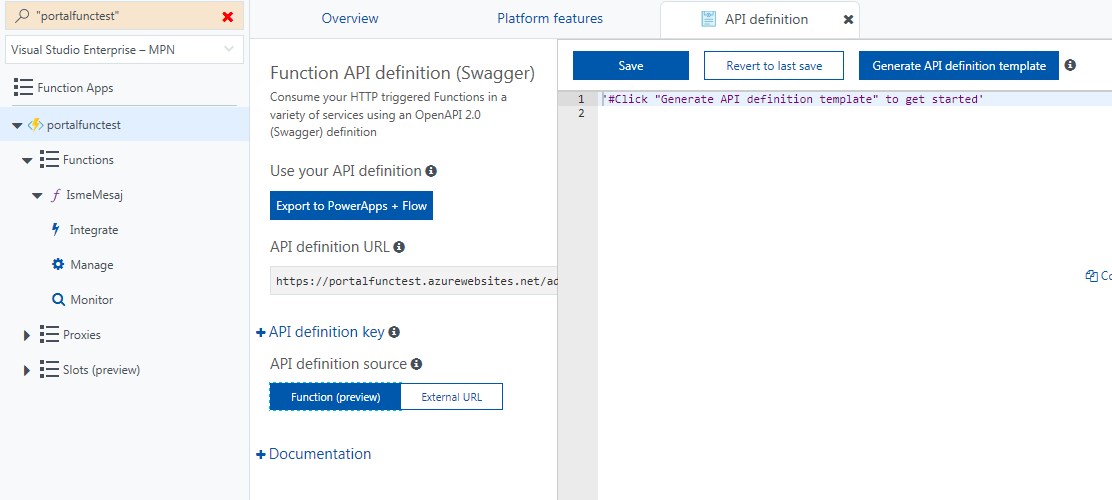 "portalfunctest"
Visual Studio Enterprise – MPN
Function Apps
portalfunctest
Functions
IsmeMesaj
Integrate
Manage
Monitor
Proxies
Slots (preview)
Overview
Platform features
API definition
Function API definition (Swagger)
Consume your HTTP triggered Functions in a
variety of services using an OpenAPI 2.0
(Swagger) definition
Use your API definition
Export to PowerApps + Flow
API definition URL
https://portalfunctest.azurewebsites.net/ad
API definition key
API definition source
Function (preview)
External URL
Documentation
Save
Revert to last save
Generate API definition template
1
'#Click "Generate API definition template" to get started'
2
Co